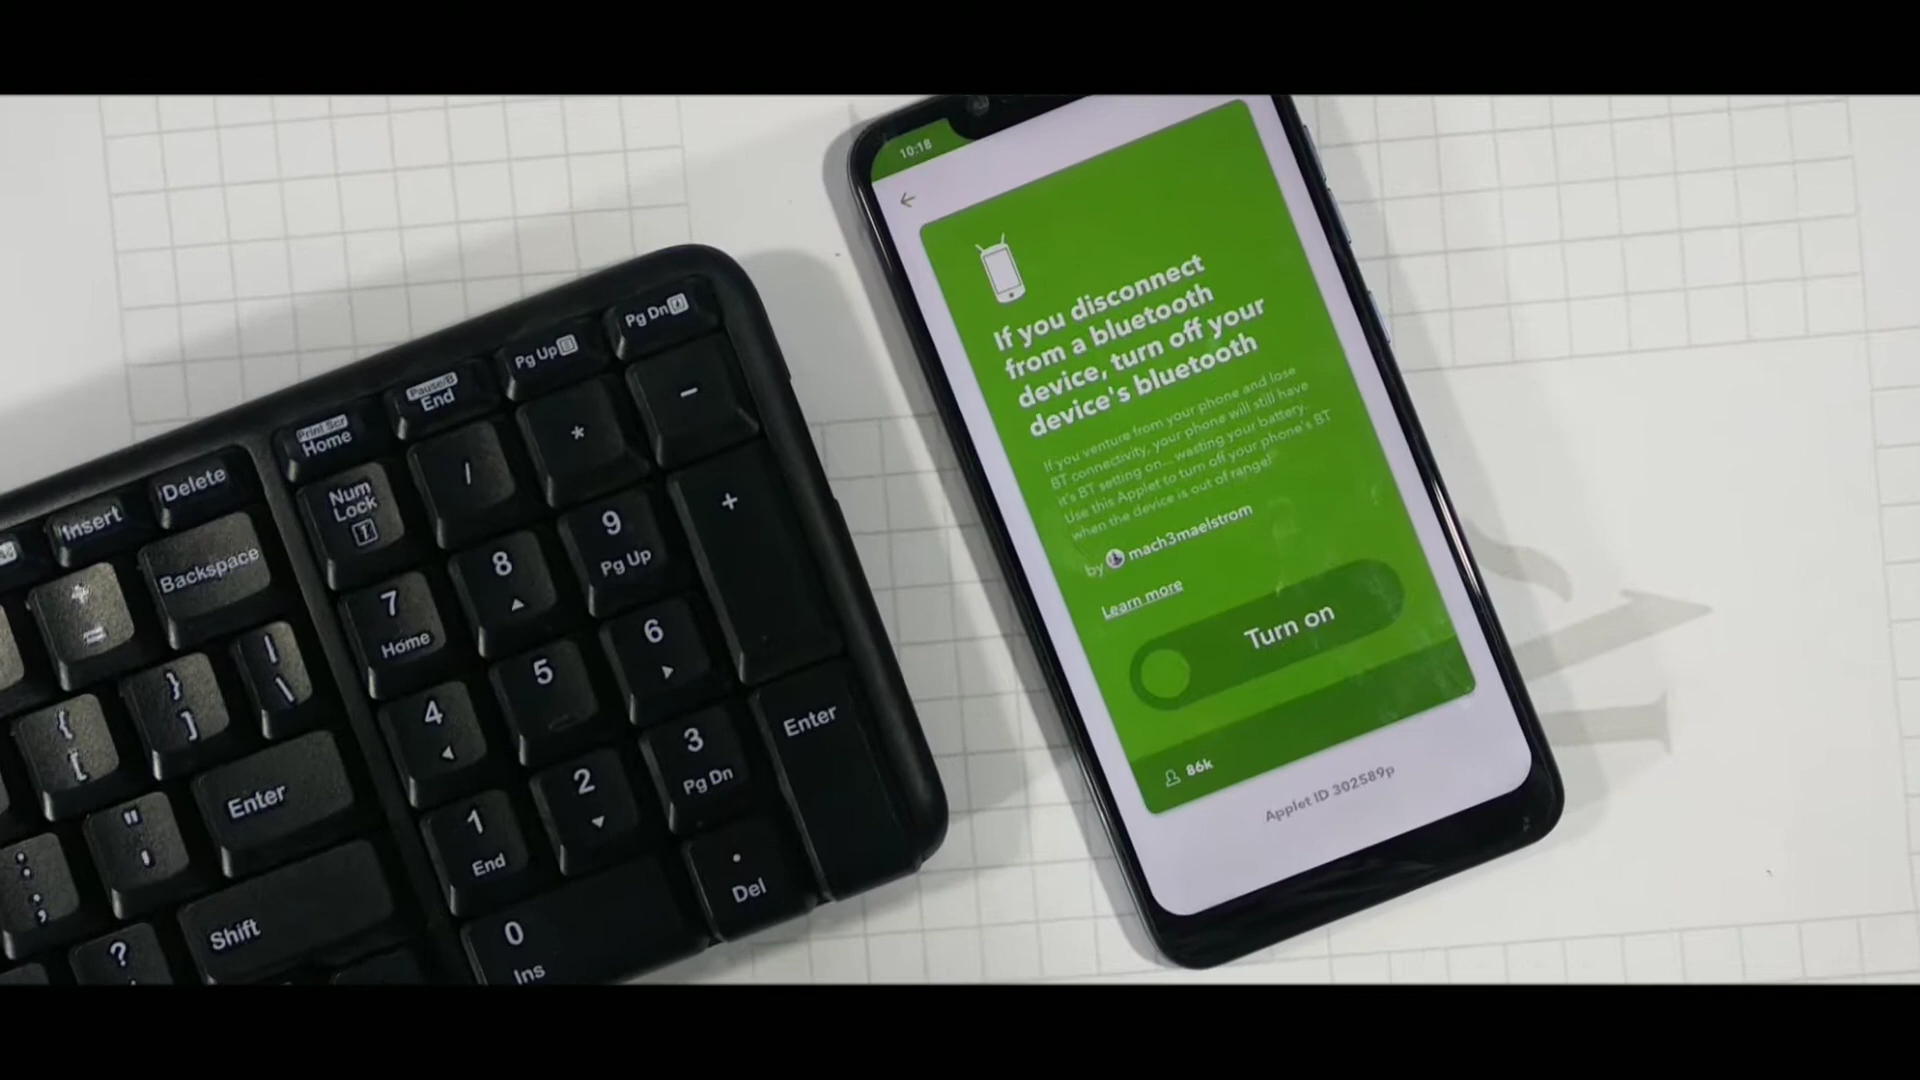 10:18
If you disconnect
from a bluetooth
device, turn off your
device's bluetooth
If you venture from your phone and lose
BT connectivity, your phone will still have
it's BT setting on... wasting your battery.
Use this Applet to turn off your phone's BT
when the device is out of range!
by mach3maelstrom
Learn more
Turn on
86k
Applet ID 302589p
Pg Dn
Pg Up
Pause/B
End
Print Scr
Home
Delete
Insert
-
*
/
Num
Lock
Backspace
+
=
+
9
Pg Up
8
7
Home
6
5
4
| \
} ]
{ [
Enter
Enter
3
Pg Dn
2
1
End
" '
: ;
.
Del
0
Ins
Shift
?